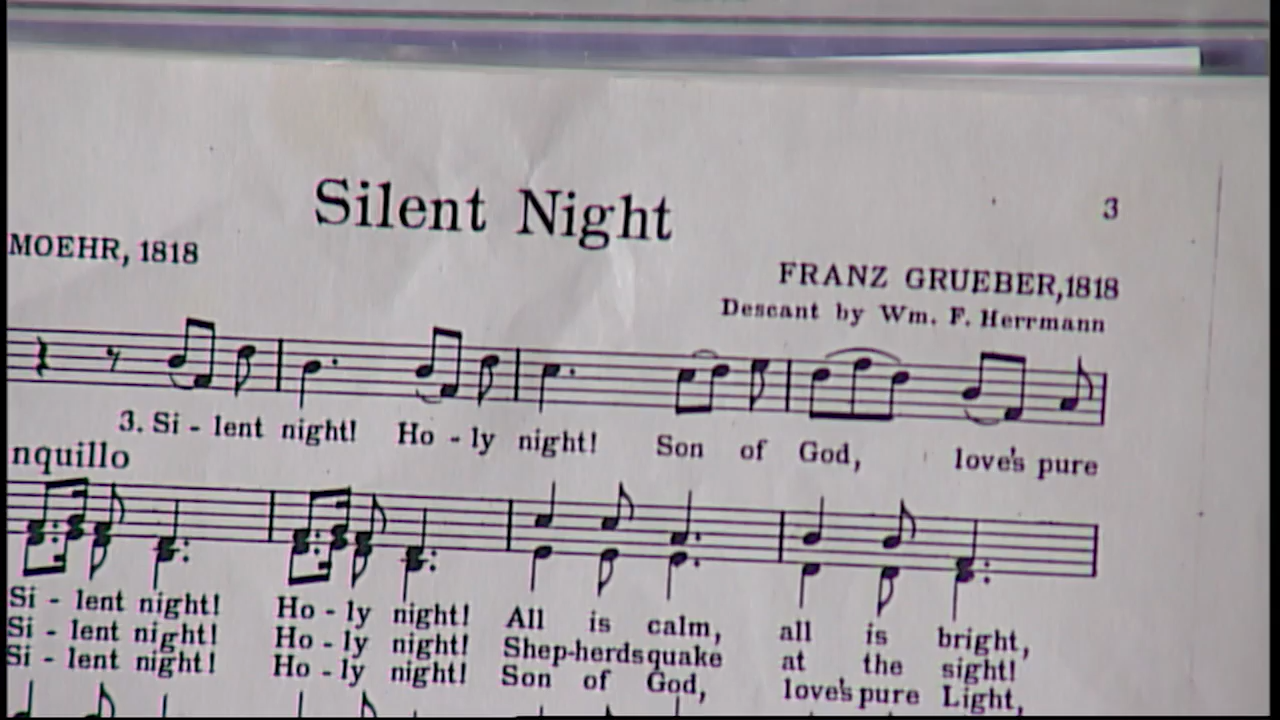 Silent Night
3
MOEHR, 1818
FRANZ GRUEBER, 1818
Descant by Wm. F. Herrmann
3. Si - lent night! Ho - ly night! Son of God, love's pure
nquillo
Si - lent night! Ho - ly night! All is calm, all is bright,
Si - lent night! Ho - ly night! Shep-herds quake at the sight!
Si - lent night! Ho - ly night! Son of God, love's pure Light,